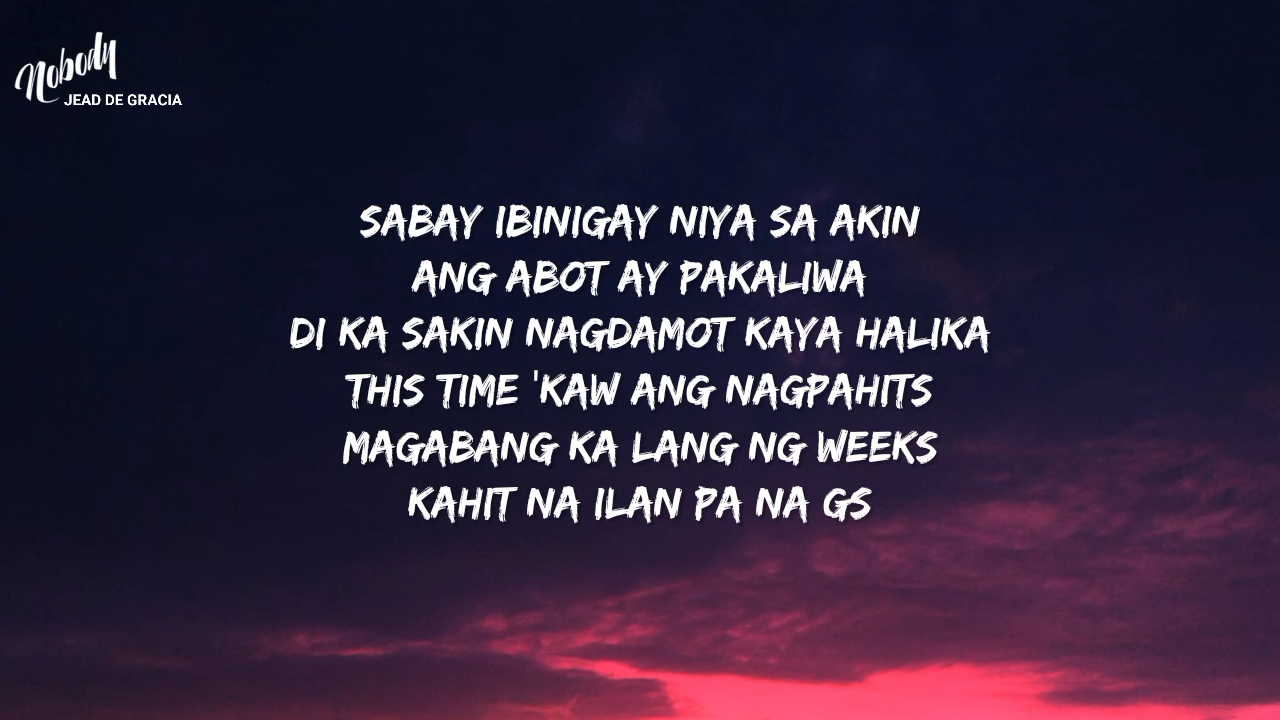 Nobody
JEAD DE GRACIA
SABAY IBINIGAY NIYA SA AKIN
ANG ABOT AY PAKALIWA
DI KA SAKIN NAGDAMOT KAYA HALIKA
THIS TIME 'KAW ANG NAGPAHITS
MAGABANG KA LANG NG WEEKS
KAHIT NA ILAN PA NA GS